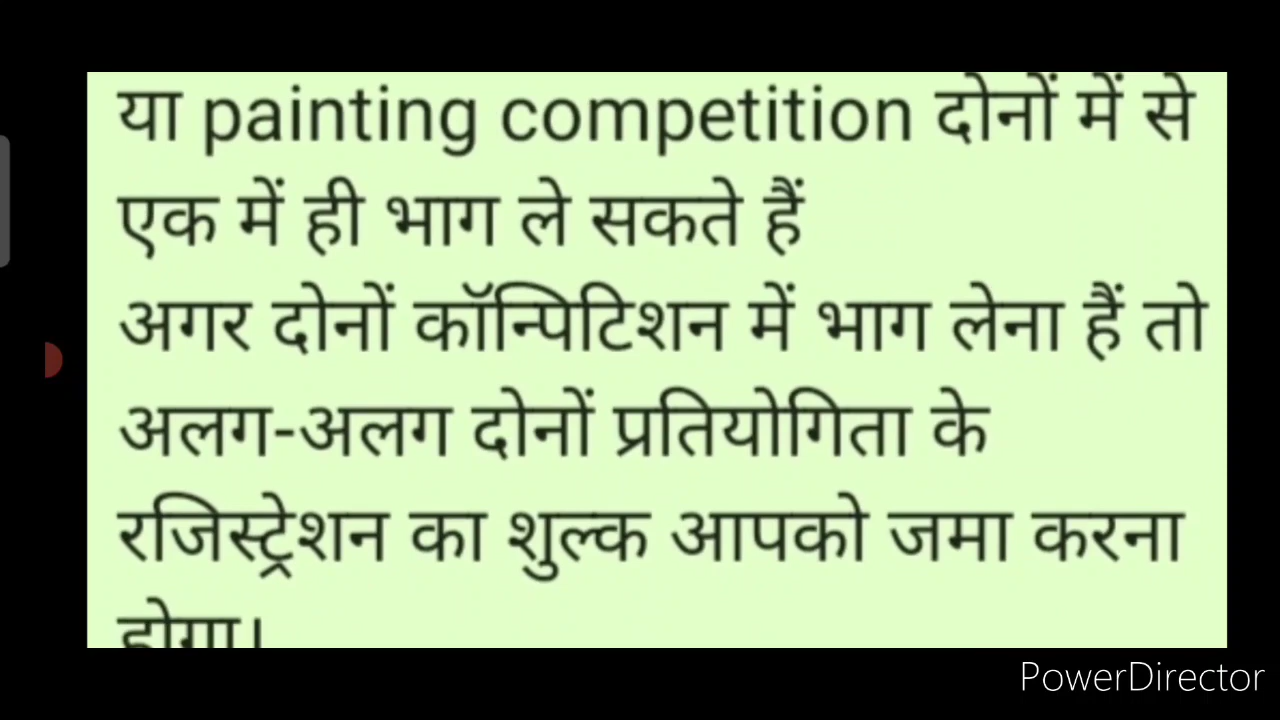 या painting competition दोनों में से
एक में ही भाग ले सकते हैं
अगर दोनों कॉन्पिटिशन में भाग लेना हैं तो
अलग-अलग दोनों प्रतियोगिता के
रजिस्ट्रेशन का शुल्क आपको जमा करना
होगा।
PowerDirector